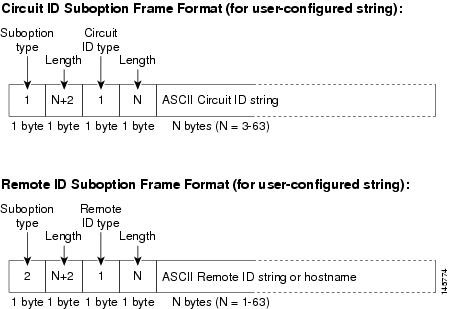 Circuit ID Suboption Frame Format (for user-configured string):
Suboption type
Circuit ID type
Length
Length
1 N+2 1 N ASCII Circuit ID string
1 byte 1 byte 1 byte 1 byte N bytes (N = 3-63)
Remote ID Suboption Frame Format (for user-configured string):
Suboption type
Remote ID type
Length
Length
2 N+2 1 N ASCII Remote ID string or hostname
1 byte 1 byte 1 byte 1 byte N bytes (N = 1-63)
145774